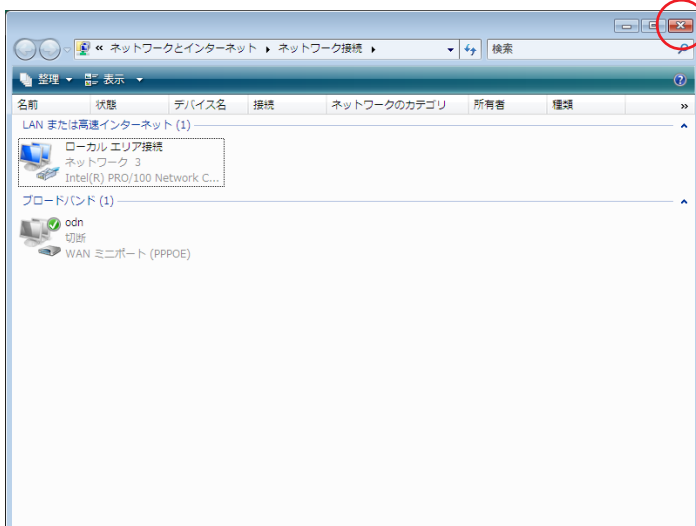 « ネットワークとインターネット ▸ ネットワーク接続 ▸ 検索
整理 表示
名前 状態 デバイス名 接続 ネットワークのカテゴリ 所有者 種類 »
LAN または高速インターネット (1)
ローカル エリア接続
ネットワーク 3
Intel(R) PRO/100 Network C...
ブロードバンド (1)
odn
切断
WAN ミニポート (PPPOE)